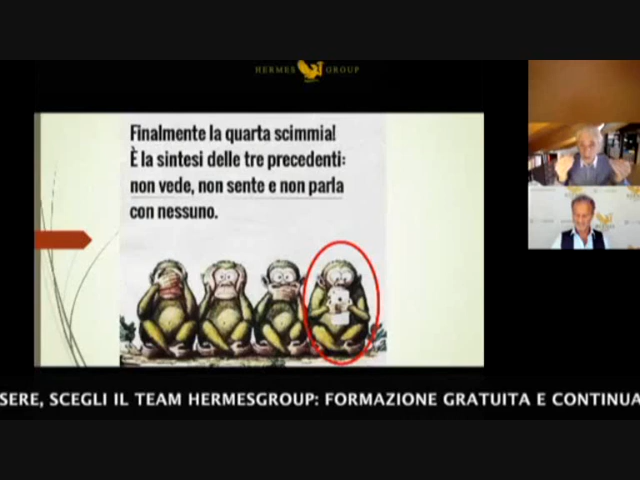 HERMES GROUP
Finalmente la quarta scimmia!
È la sintesi delle tre precedenti:
non vede, non sente e non parla
con nessuno.
SERE, SCEGLI IL TEAM HERMESGROUP: FORMAZIONE GRATUITA E CONTINUA